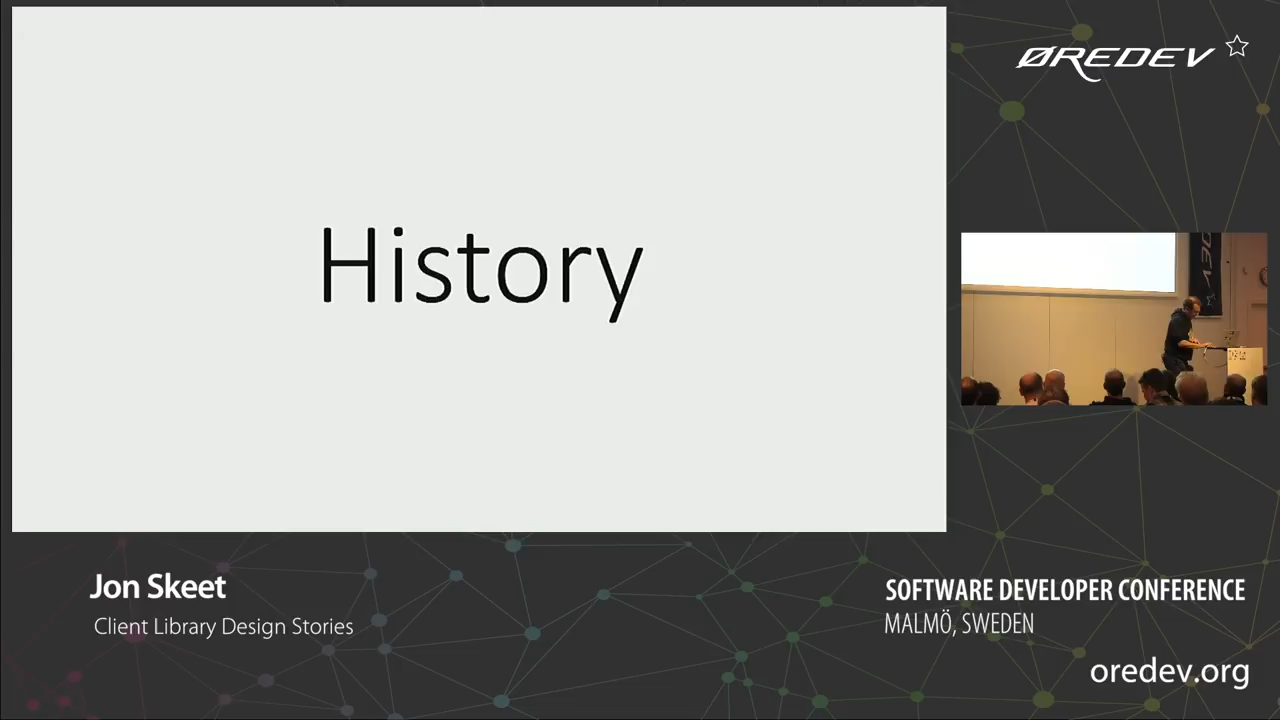 History
ØREDEV
Jon Skeet
Client Library Design Stories
SOFTWARE DEVELOPER CONFERENCE
MALMÖ, SWEDEN
oredev.org